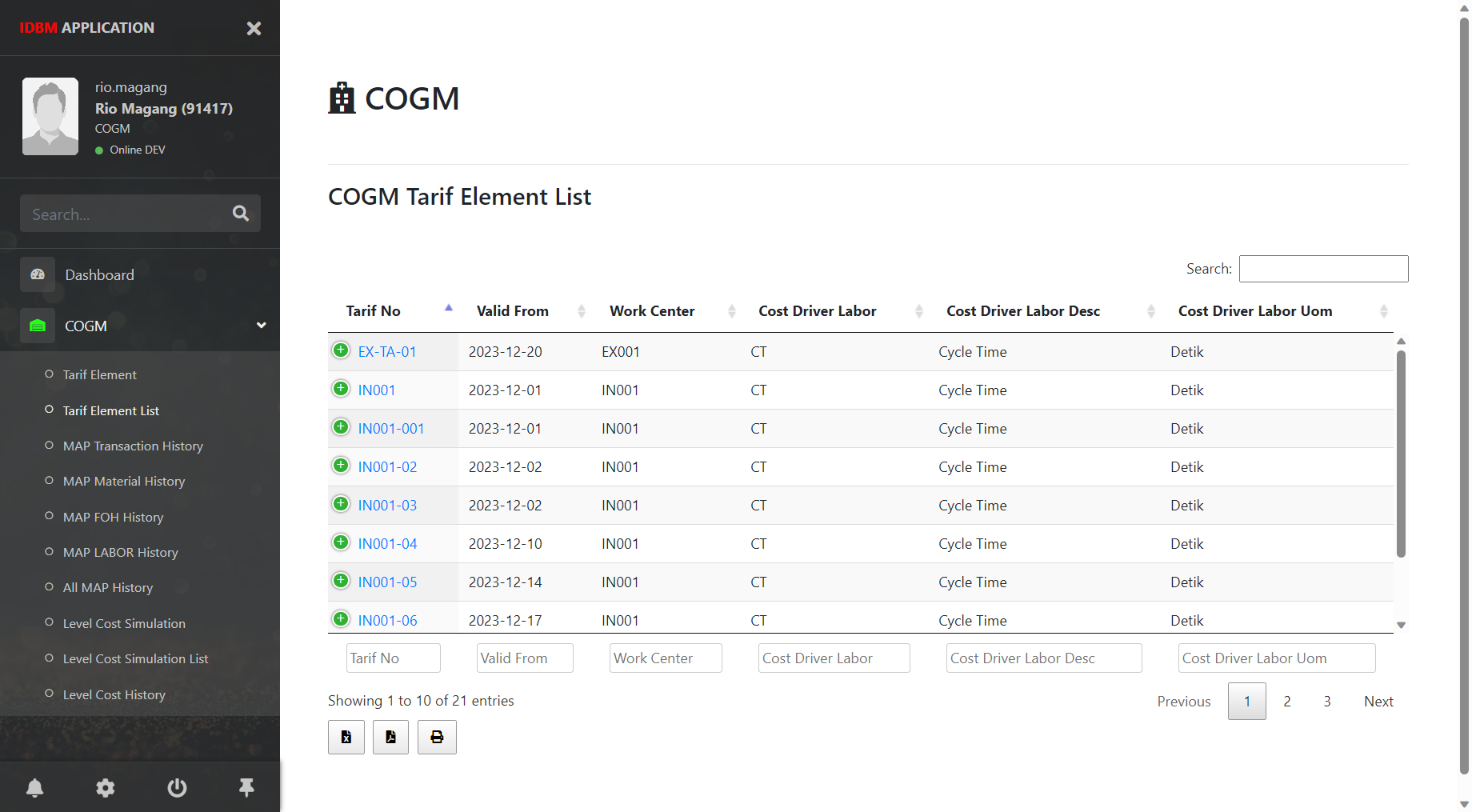 IDBM APPLICATION
rio.magang
Rio Magang (91417)
COGM
Online DEV
Search...
Dashboard
COGM
Tarif Element
Tarif Element List
MAP Transaction History
MAP Material History
MAP FOH History
MAP LABOR History
All MAP History
Level Cost Simulation
Level Cost Simulation List
Level Cost History
COGM
COGM Tarif Element List
Search:
Tarif No Valid From Work Center Cost Driver Labor Cost Driver Labor Desc Cost Driver Labor Uom
EX-TA-01 2023-12-20 EX001 CT Cycle Time Detik
IN001 2023-12-01 IN001 CT Cycle Time Detik
IN001-001 2023-12-01 IN001 CT Cycle Time Detik
IN001-02 2023-12-02 IN001 CT Cycle Time Detik
IN001-03 2023-12-02 IN001 CT Cycle Time Detik
IN001-04 2023-12-10 IN001 CT Cycle Time Detik
IN001-05 2023-12-14 IN001 CT Cycle Time Detik
IN001-06 2023-12-17 IN001 CT Cycle Time Detik
Tarif No Valid From Work Center Cost Driver Labor Cost Driver Labor Desc Cost Driver Labor Uom
Showing 1 to 10 of 21 entries Previous 1 2 3 Next